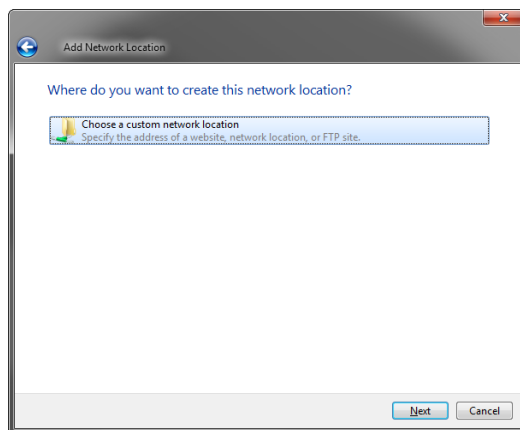 Add Network Location
Where do you want to create this network location?
Choose a custom network location
Specify the address of a website, network location, or FTP site.
Next
Cancel